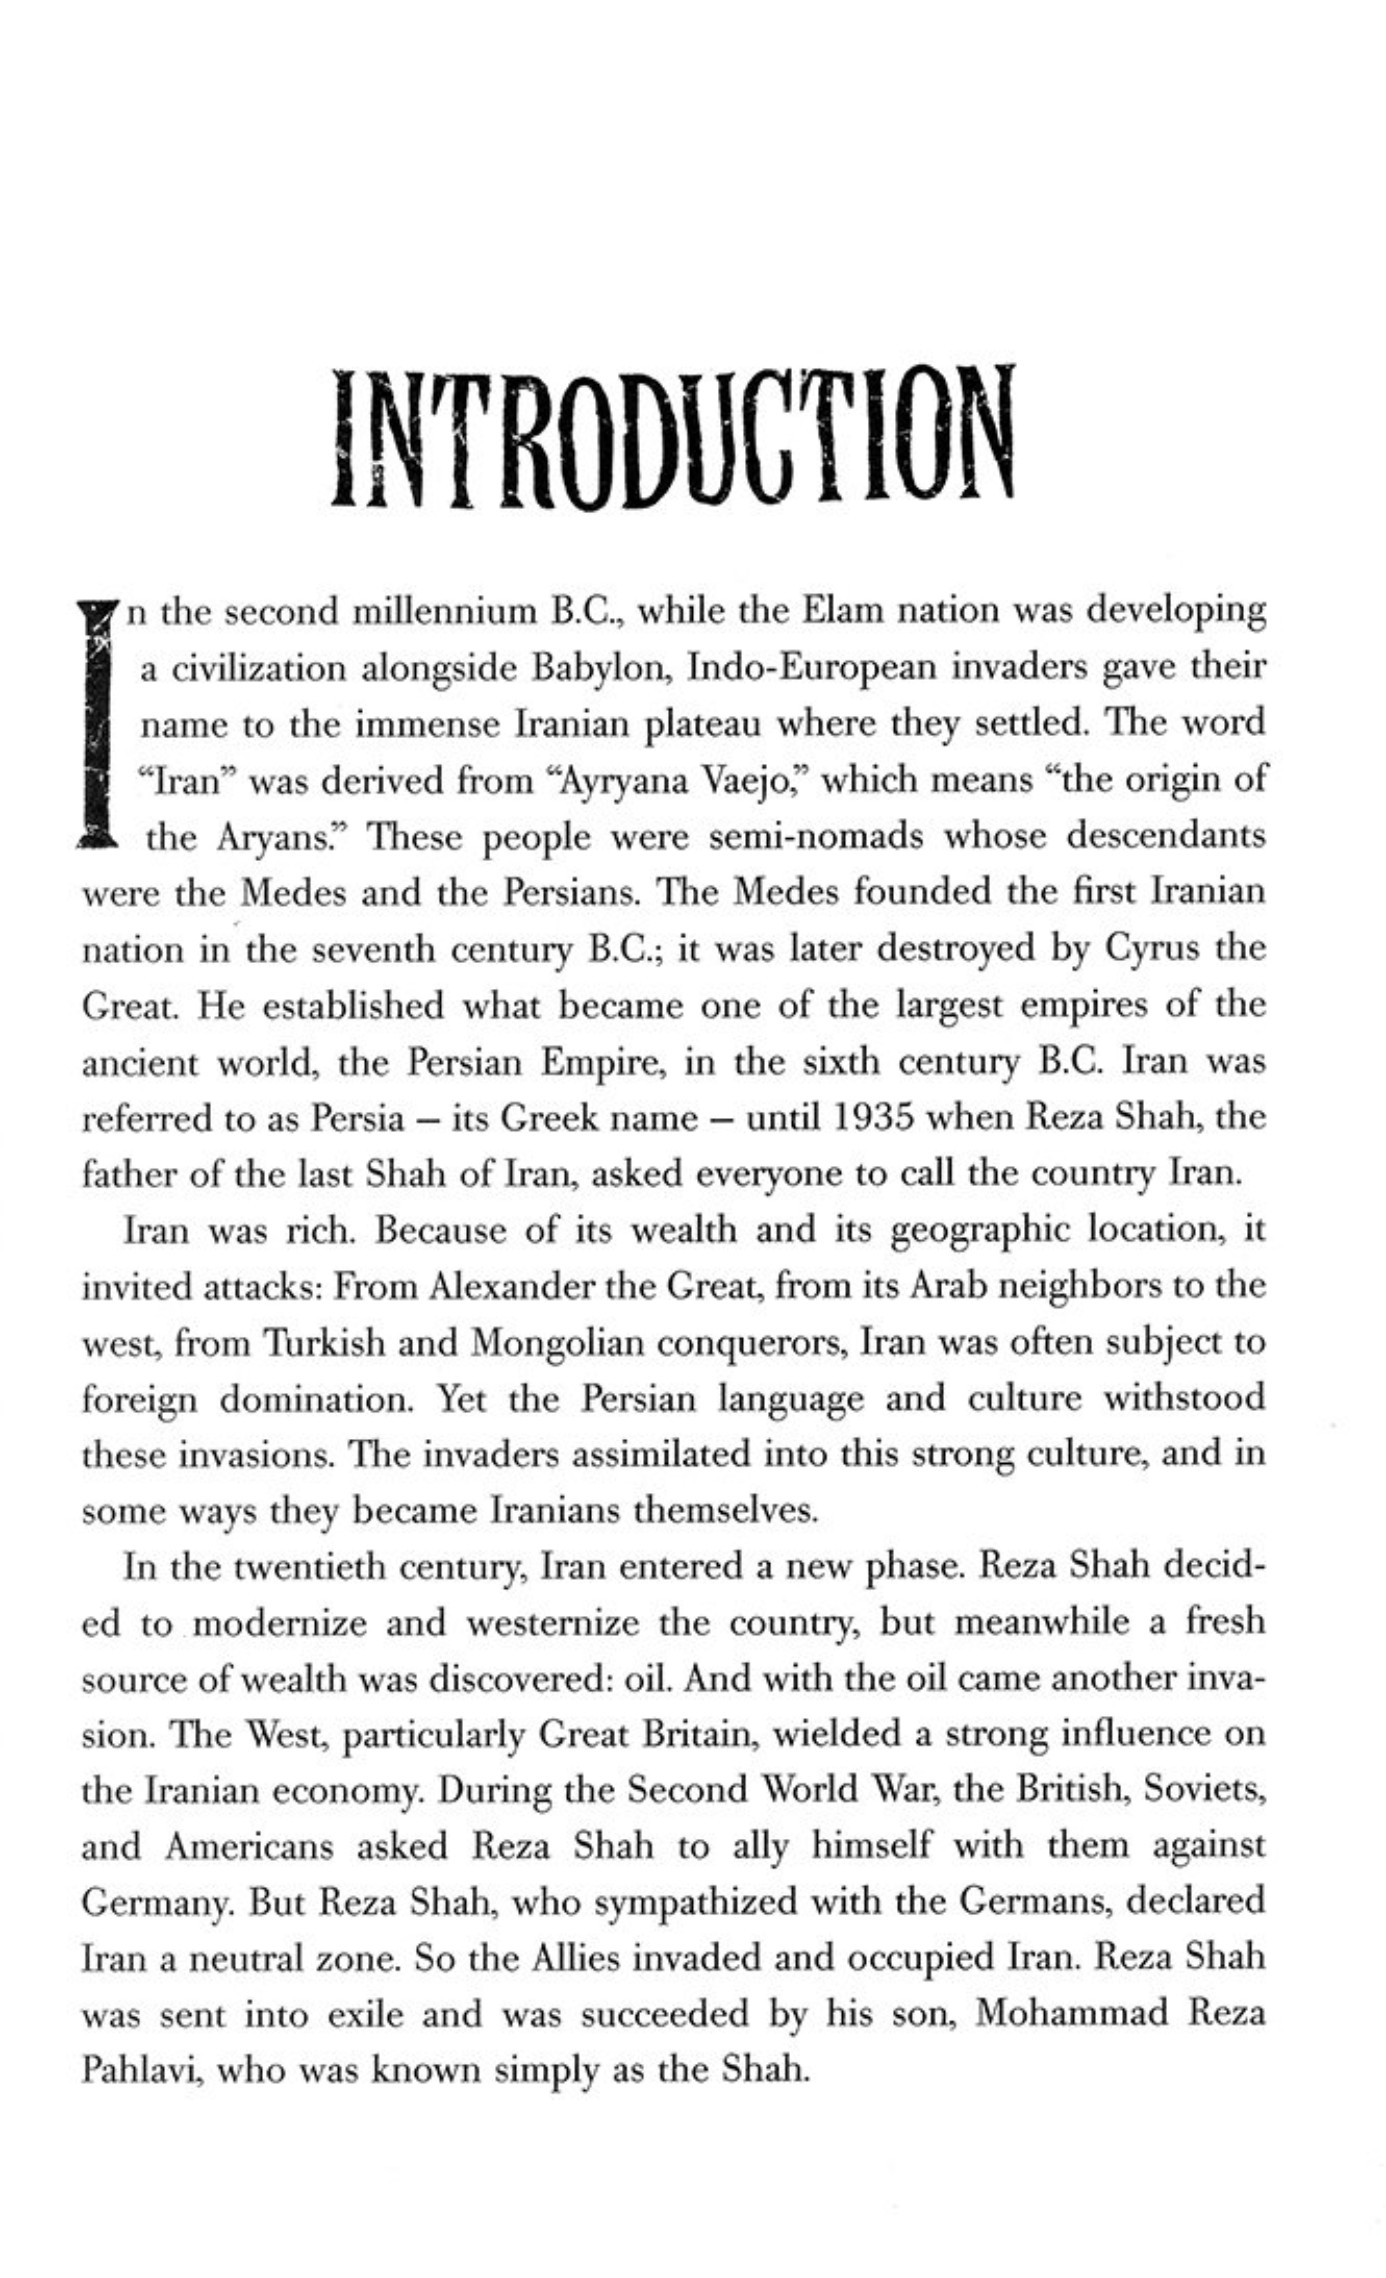 INTRODUCTION
In the second millennium B.C., while the Elam nation was developing
a civilization alongside Babylon, Indo-European invaders gave their
name to the immense Iranian plateau where they settled. The word
“Iran” was derived from “Ayryana Vaejo,” which means “the origin of
the Aryans.” These people were semi-nomads whose descendants
were the Medes and the Persians. The Medes founded the first Iranian
nation in the seventh century B.C.; it was later destroyed by Cyrus the
Great. He established what became one of the largest empires of the
ancient world, the Persian Empire, in the sixth century B.C. Iran was
referred to as Persia – its Greek name – until 1935 when Reza Shah, the
father of the last Shah of Iran, asked everyone to call the country Iran.
Iran was rich. Because of its wealth and its geographic location, it
invited attacks: From Alexander the Great, from its Arab neighbors to the
west, from Turkish and Mongolian conquerors, Iran was often subject to
foreign domination. Yet the Persian language and culture withstood
these invasions. The invaders assimilated into this strong culture, and in
some ways they became Iranians themselves.
In the twentieth century, Iran entered a new phase. Reza Shah decid-
ed to modernize and westernize the country, but meanwhile a fresh
source of wealth was discovered: oil. And with the oil came another inva-
sion. The West, particularly Great Britain, wielded a strong influence on
the Iranian economy. During the Second World War, the British, Soviets,
and Americans asked Reza Shah to ally himself with them against
Germany. But Reza Shah, who sympathized with the Germans, declared
Iran a neutral zone. So the Allies invaded and occupied Iran. Reza Shah
was sent into exile and was succeeded by his son, Mohammad Reza
Pahlavi, who was known simply as the Shah.